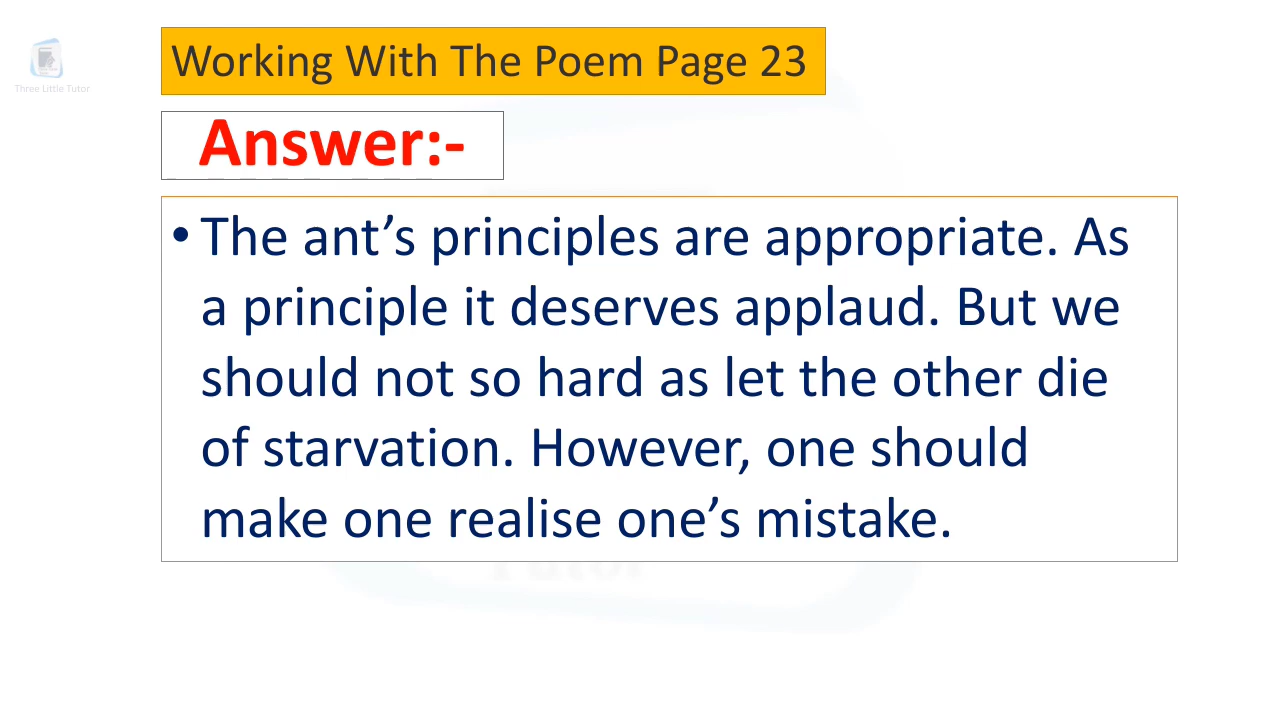 Working With The Poem Page 23
Three Little Tutor
Answer:-
• The ant's principles are appropriate. As
a principle it deserves applaud. But we
should not so hard as let the other die
of starvation. However, one should
make one realise one's mistake.
Tutor